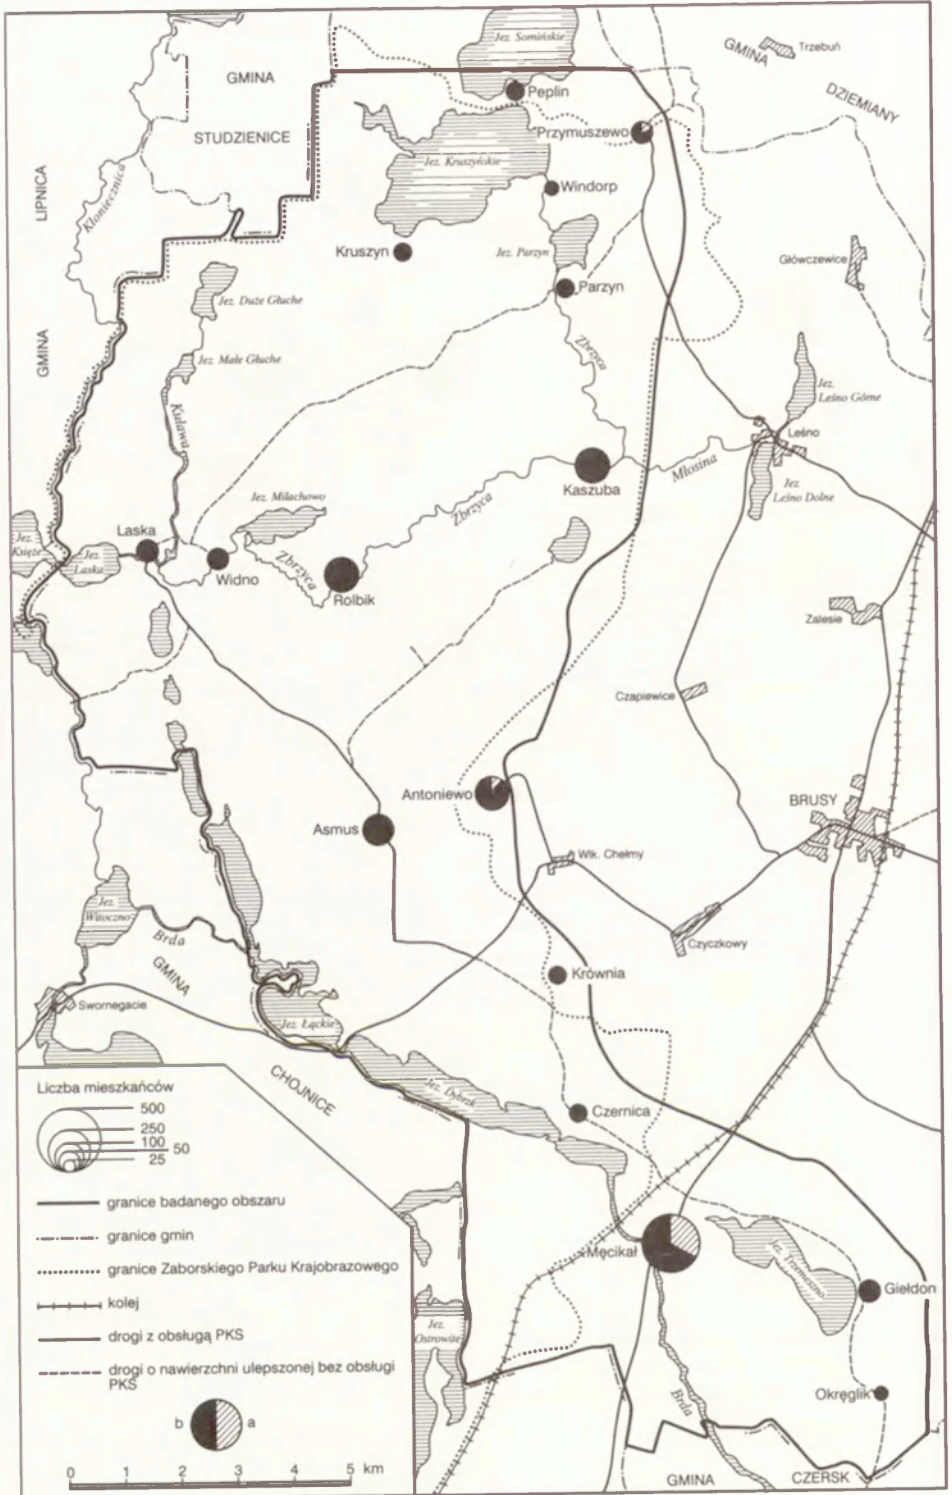 Jez. Somińskie
GMINA
Trzebuń
GMINA
STUDZIENICE
Peplin
DZIEMIANY
Przymuszewo
LIPNICA
Kłoniecznica
Jez. Kruszyńskie
Windorp
Kruszyn
Jez. Parzyn
Główczewice
Parzyn
Jez. Duże Głuche
GMINA
Jez. Małe Głuche
Zbrzyca
Jez.
Leśno Górne
Kulawa
Leśno
Młosina
Kaszuba
Jez.
Leśno Dolne
Jez. Milachowo
Zbrzyca
Laska
Jez.
Księże
Jez.
Laska
Widno
Zbrzyca
Rolbik
Zalesie
Czapiewice
Antoniewo
BRUSY
Asmus
Wlk. Chełmy
Jez.
Witoczno
Brda
Czyczkowy
GMINA
Krównia
Swornegacie
Jez. Łąckie
CHOJNICE
Jez. Dybrzk
Czernica
Męcikał
Jez. Trzemeszno
Giełdon
Jez.
Ostrowite
Okręglik
Brda
GMINA
CZERSK
Liczba mieszkańców
500
250
100
50
25
granice badanego obszaru
granice gmin
granice Zaborskiego Parku Krajobrazowego
kolej
drogi z obsługą PKS
drogi o nawierzchni ulepszonej bez obsługi
PKS
b a
0 1 2 3 4 5 km